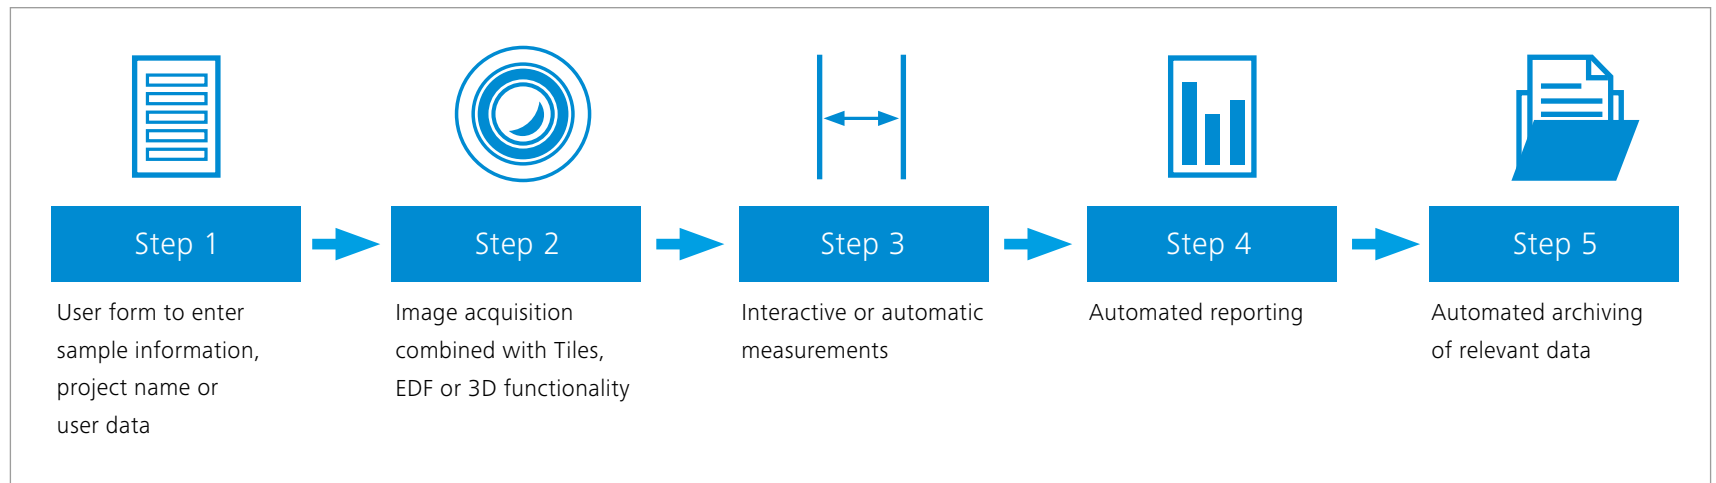 Step 1
User form to enter
sample information,
project name or
user data
Step 2
Image acquisition
combined with Tiles,
EDF or 3D functionality
Step 3
Interactive or automatic
measurements
Step 4
Automated reporting
Step 5
Automated archiving
of relevant data